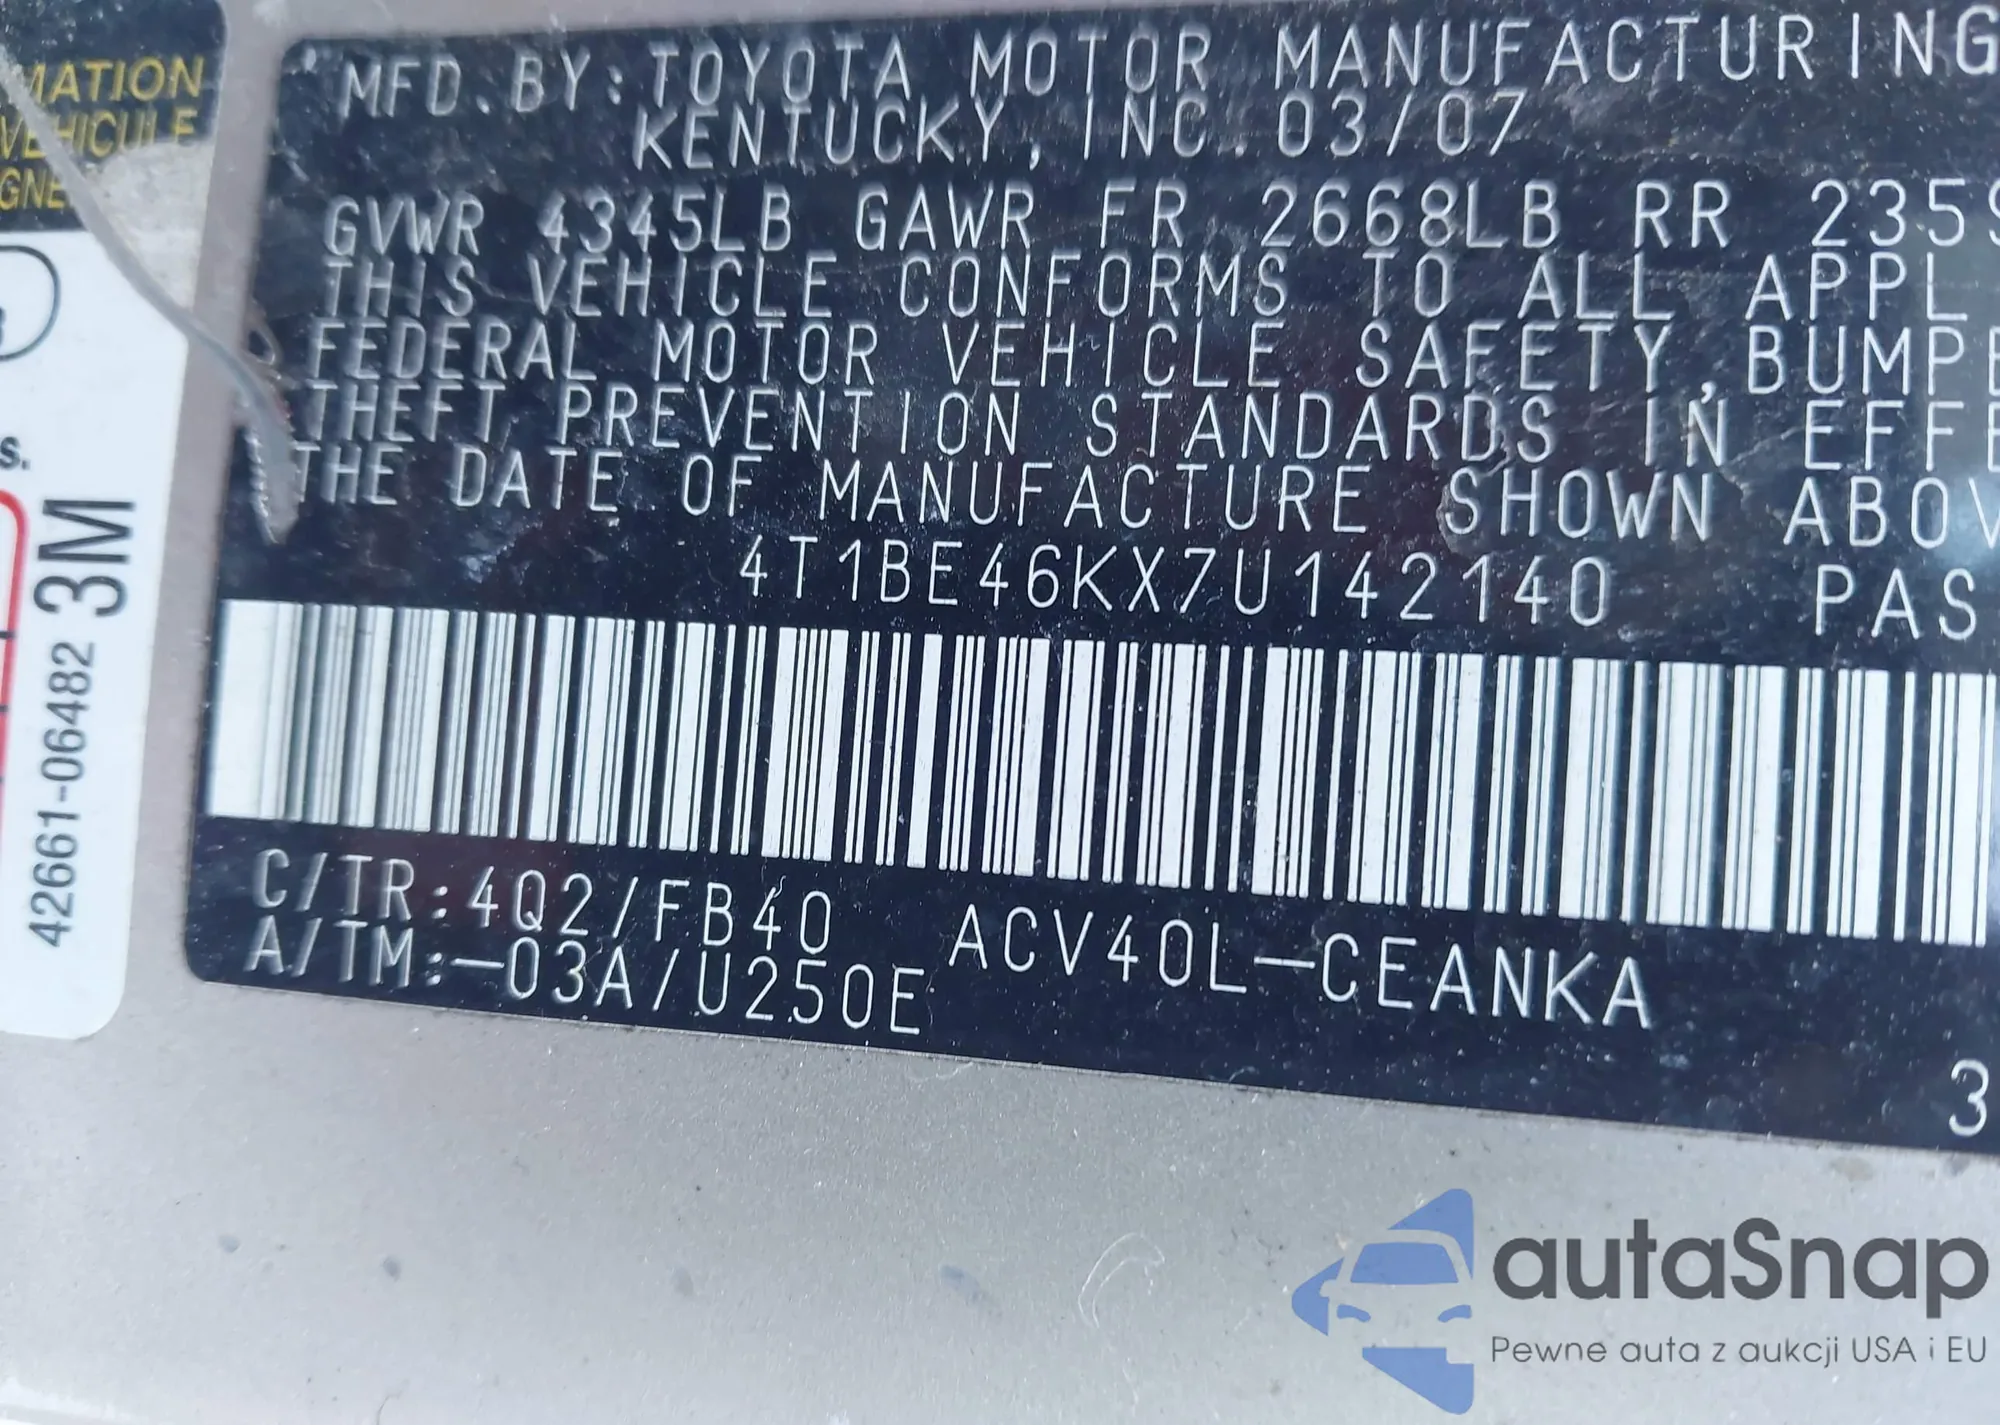 MATION
VEHICULE
GNE
s.
3M
42661-06482
MFD. BY: TOYOTA MOTOR MANUFACTURING
KENTUCKY, INC. 03/07
GVWR 4345LB GAWR FR 2668LB RR 2359
THIS VEHICLE CONFORMS TO ALL APPL
FEDERAL MOTOR VEHICLE SAFETY, BUMPE
THEFT PREVENTION STANDARDS IN EFFE
THE DATE OF MANUFACTURE SHOWN ABOV
4T1BE46KX7U142140 PAS
C/TR: 4Q2/FB40 ACV40L-CEANKA
A/TM: -03A/U250E
3
autaSnap
Pewne auta z aukcji USA i EU